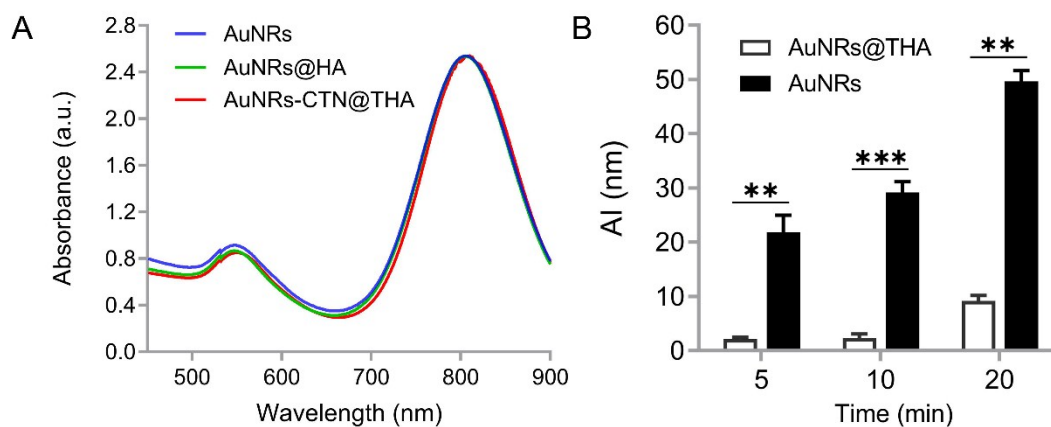 A
Absorbance (a.u.)
2.8
2.4
2.0
1.6
1.2
0.8
0.4
0.0
AuNRs
AuNRs@HA
AuNRs-CTN@THA
500 600 700 800 900
Wavelength (nm)
B
AI (nm)
60
50
40
30
20
10
0
AuNRs@THA
AuNRs
**
***
**
5 10 20
Time (min)